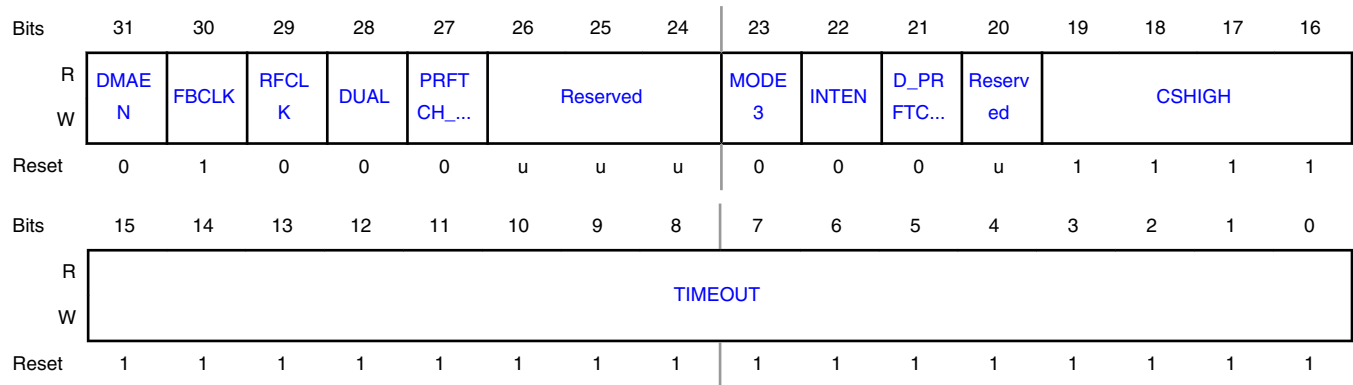 Bits 31 30 29 28 27 26 25 24 23 22 21 20 19 18 17 16
R
W
DMAE
N
FBCLK
RFCL
K
DUAL
PRFT
CH_...
Reserved
MODE
3
INTEN
D_PR
FTC...
Reserv
ed
CSHIGH
Reset 0 1 0 0 0 u u u 0 0 0 u 1 1 1 1
Bits 15 14 13 12 11 10 9 8 7 6 5 4 3 2 1 0
R
W
TIMEOUT
Reset 1 1 1 1 1 1 1 1 1 1 1 1 1 1 1 1